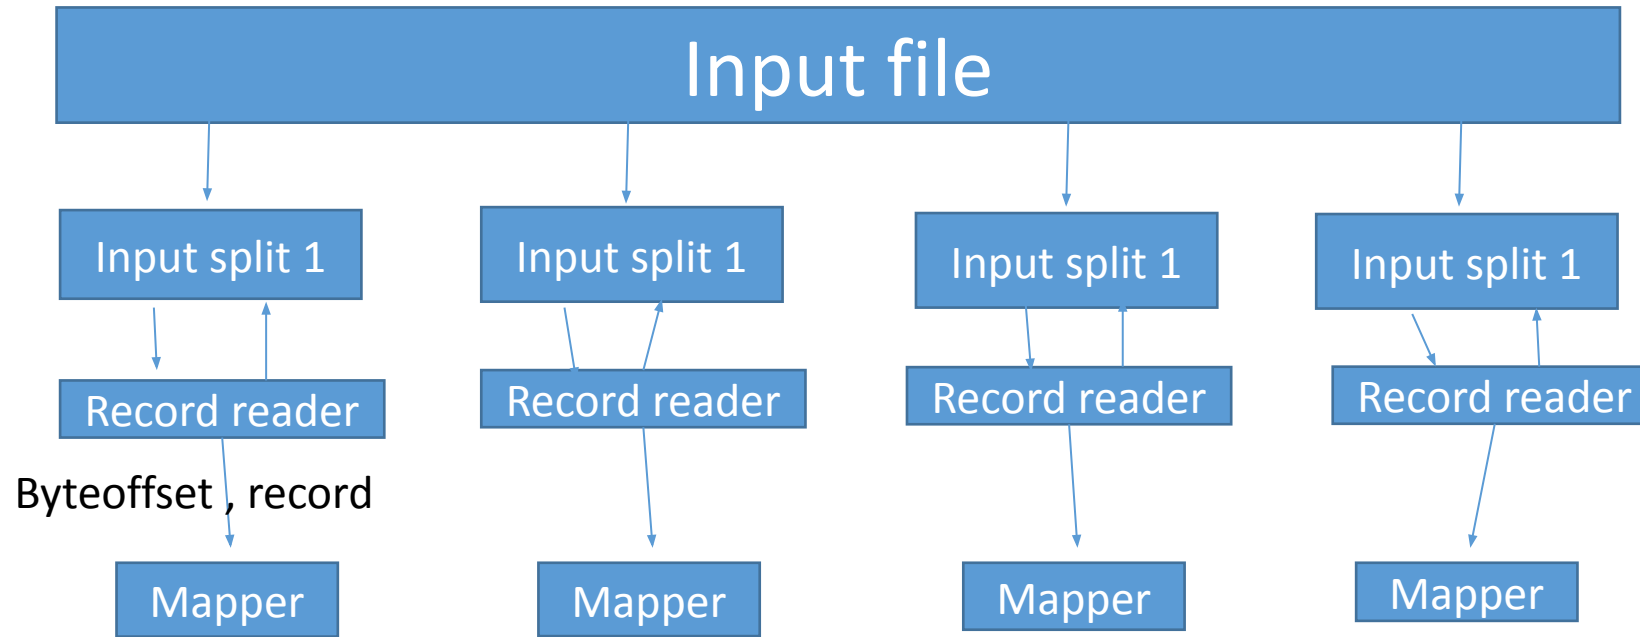 Input file
Input split 1
Input split 1
Input split 1
Input split 1
Record reader
Record reader
Record reader
Record reader
Byteoffset , record
Mapper
Mapper
Mapper
Mapper